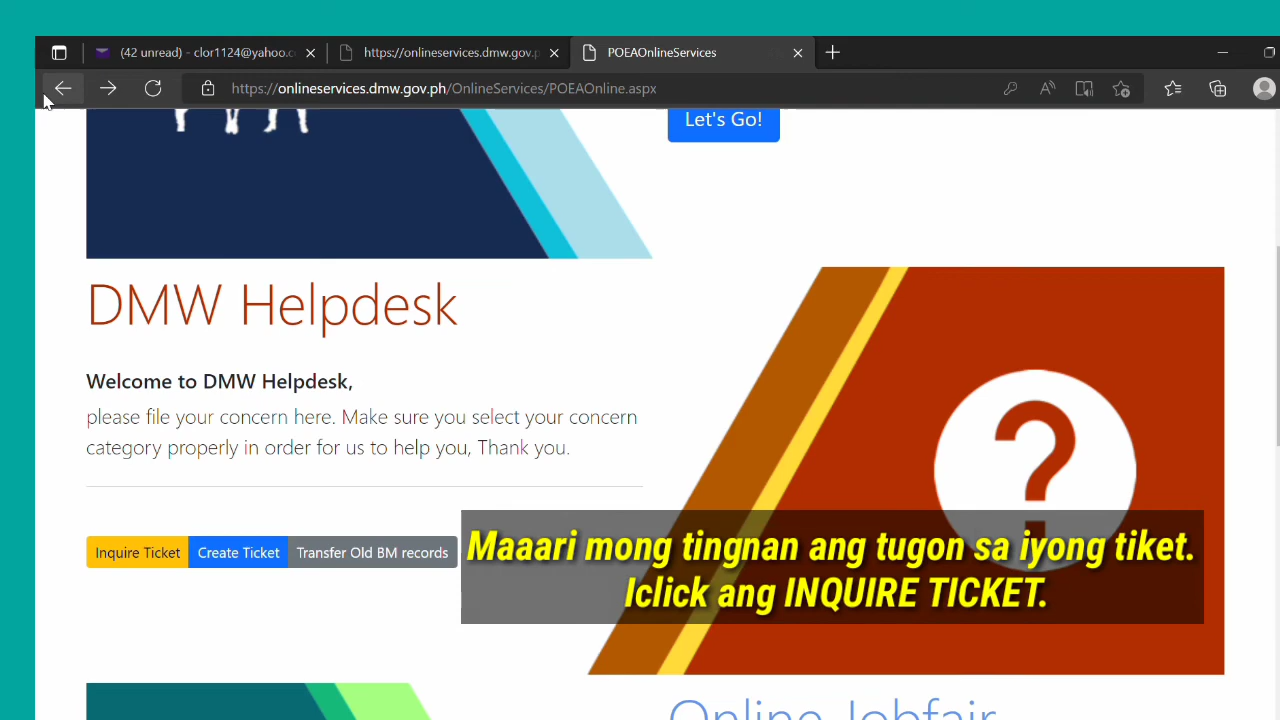 (42 unread) - clor1124@yahoo.c
https://onlineservices.dmw.gov.p
POEAOnlineServices
https://onlineservices.dmw.gov.ph/OnlineServices/POEAOnline.aspx
Let's Go!
DMW Helpdesk
Welcome to DMW Helpdesk,
please file your concern here. Make sure you select your concern
category properly in order for us to help you, Thank you.
Inquire Ticket Create Ticket Transfer Old BM records
Maaari mong tingnan ang tugon sa iyong tiket.
Iclick ang INQUIRE TICKET.
Online Jobfair